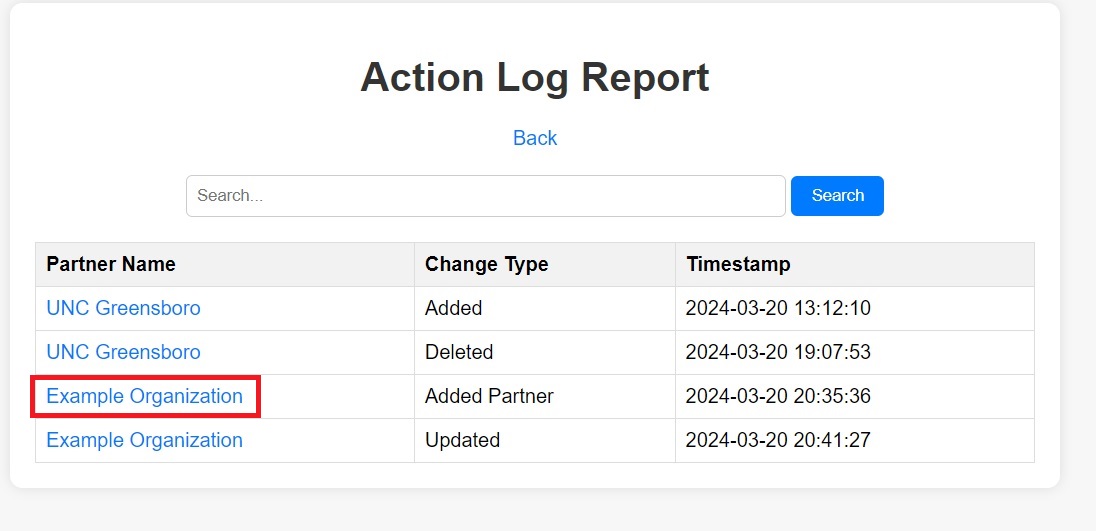 Action Log Report
Back
Search...
Search
Partner Name Change Type Timestamp
UNC Greensboro Added 2024-03-20 13:12:10
UNC Greensboro Deleted 2024-03-20 19:07:53
Example Organization Added Partner 2024-03-20 20:35:36
Example Organization Updated 2024-03-20 20:41:27